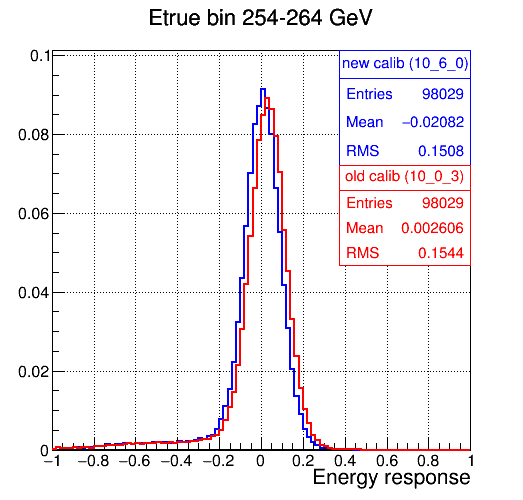 Etrue bin 254-264 GeV
new calib (10_6_0)
Entries 98029
Mean −0.02082
RMS 0.1508
old calib (10_0_3)
Entries 98029
Mean 0.002606
RMS 0.1544
0.1
0.08
0.06
0.04
0.02
0
−1 −0.8 −0.6 −0.4 −0.2 0 0.2 0.4 0.6 0.8 1
Energy response